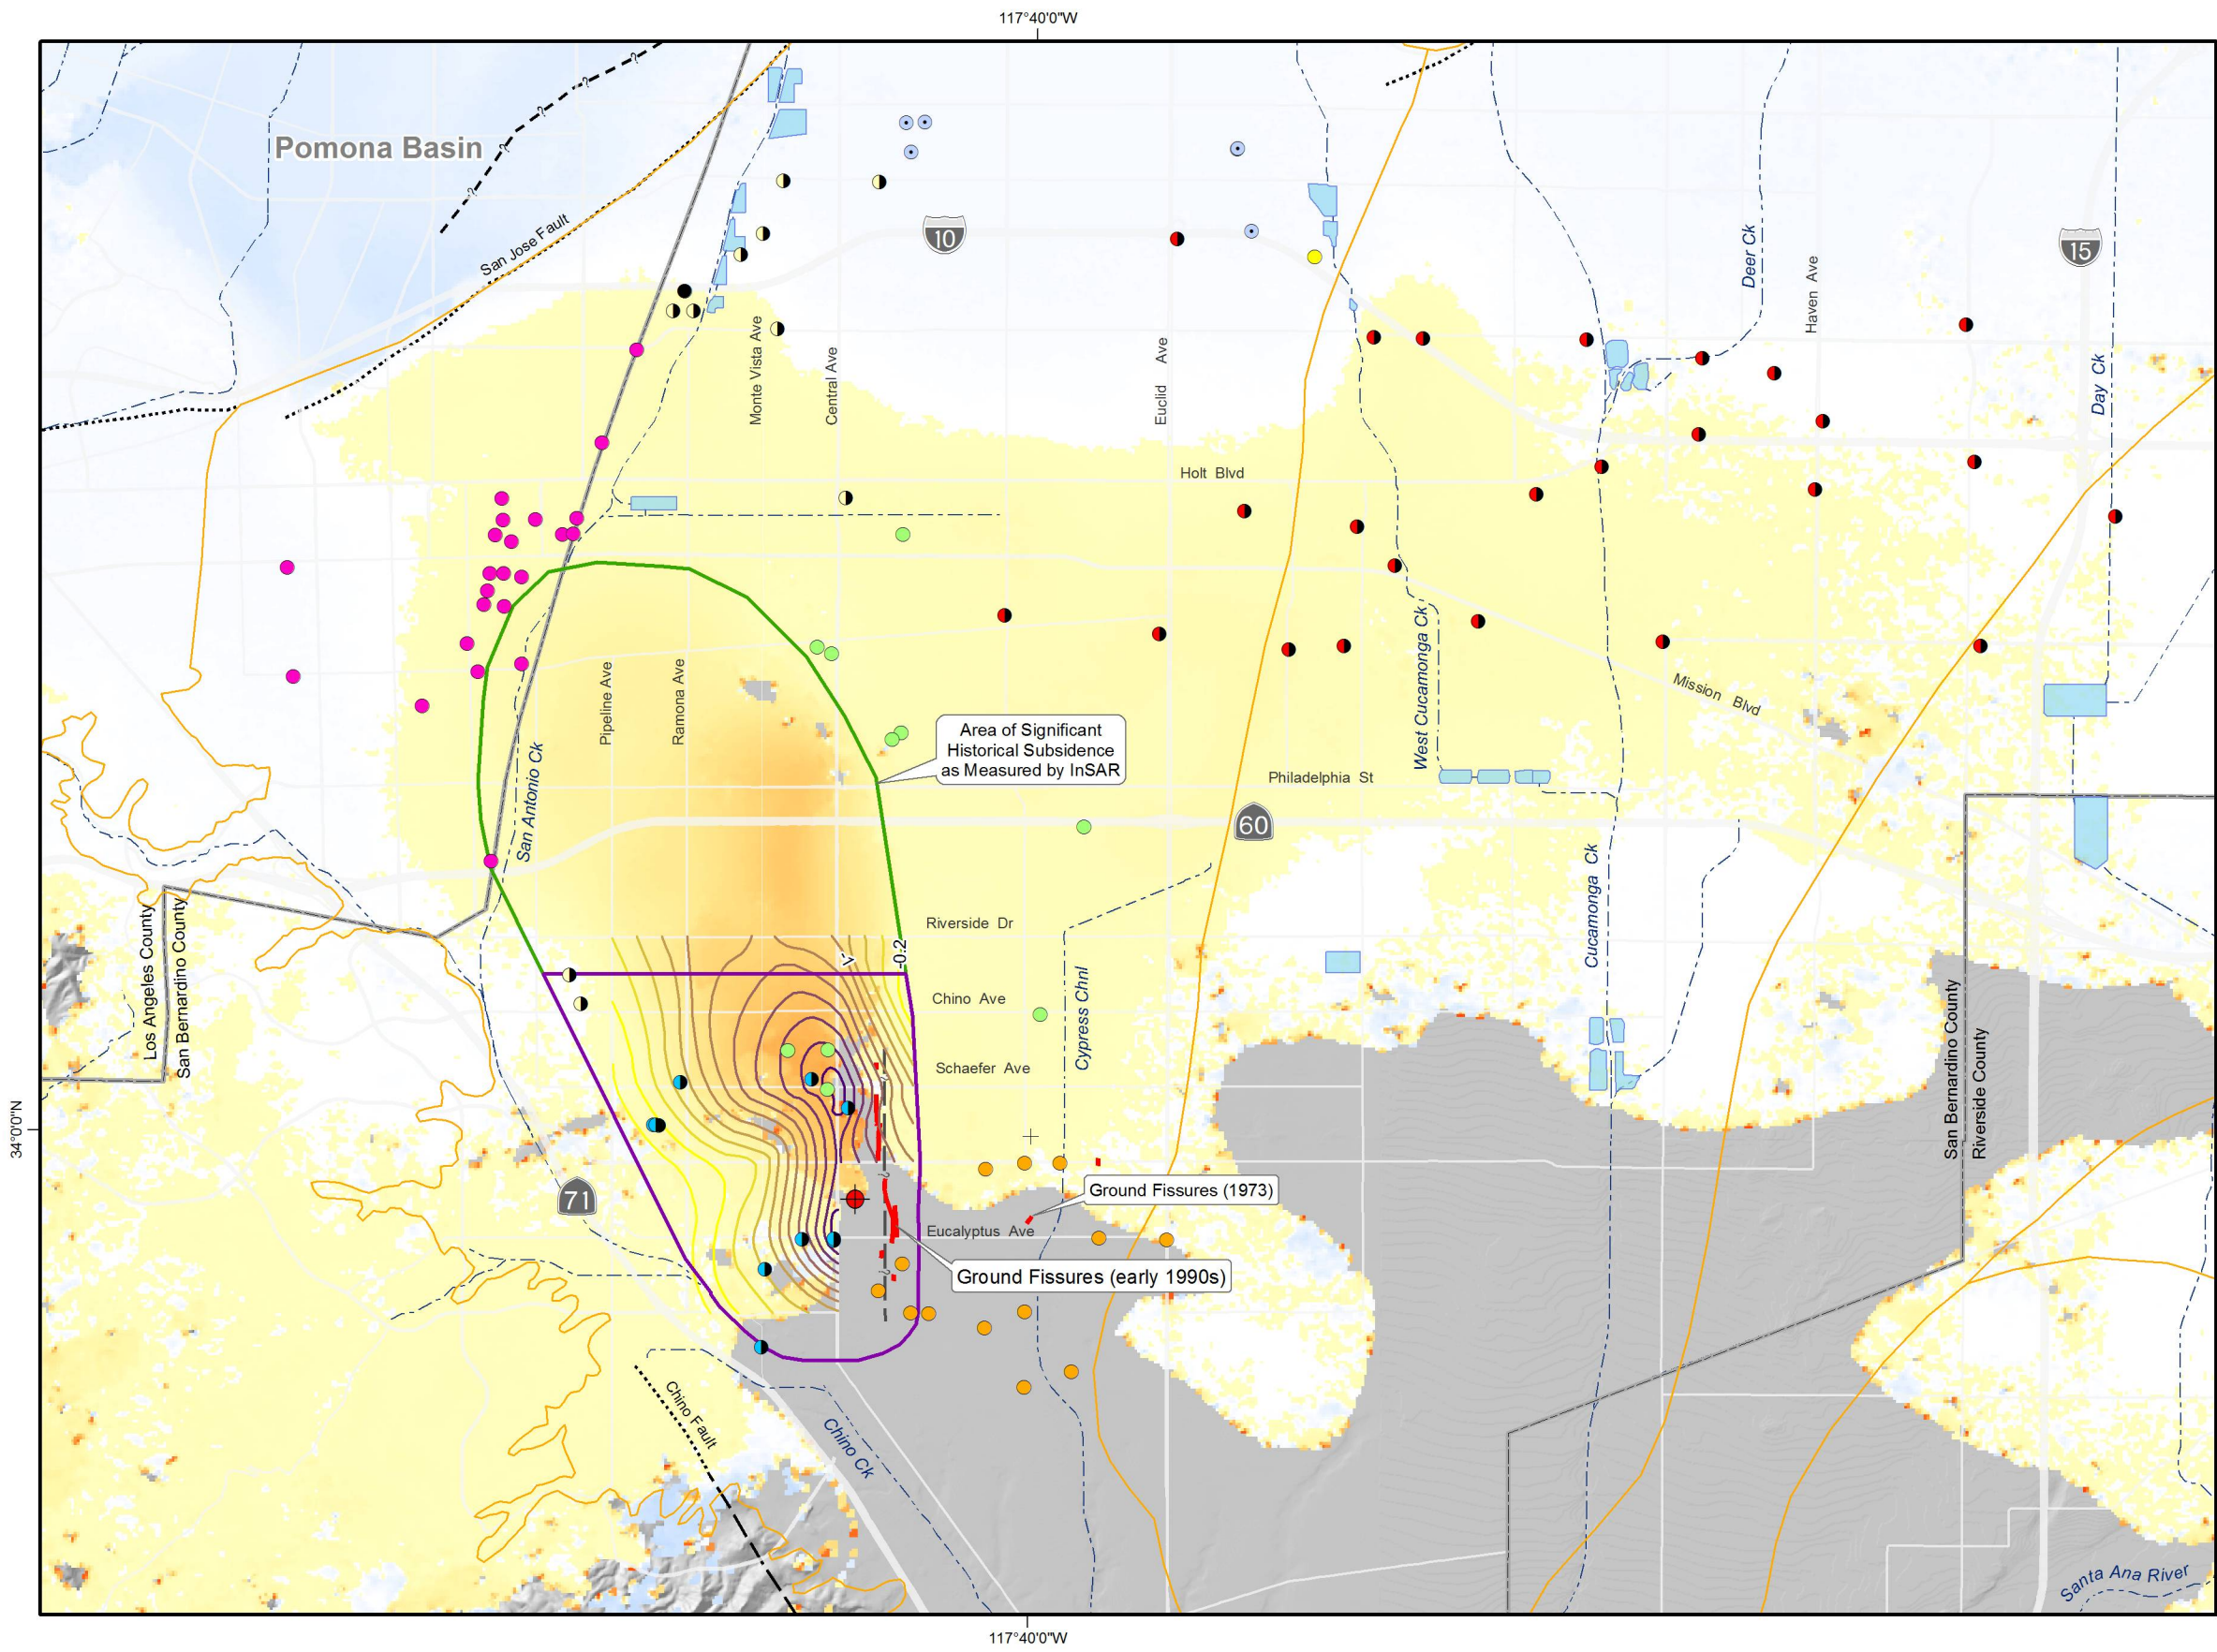 117°40'0"W
Pomona Basin
San Jose Fault
10
15
Deer Ck
Haven Ave
Day Ck
Monte Vista Ave
Central Ave
Euclid Ave
Holt Blvd
Pipeline Ave
Ramona Ave
San Antonio Ck
West Cucamonga Ck
Mission Blvd
Area of Significant
Historical Subsidence
as Measured by InSAR
Philadelphia St
60
Riverside Dr
-0.2
-1
Chino Ave
Schaefer Ave
Cypress Chnl
Cucamonga Ck
Los Angeles County
San Bernardino County
San Bernardino County
Riverside County
34°0'0"N
71
Ground Fissures (1973)
Eucalyptus Ave
Ground Fissures (early 1990s)
Chino Fault
Chino Ck
Santa Ana River
117°40'0"W
?
?
?
?
?
?
?